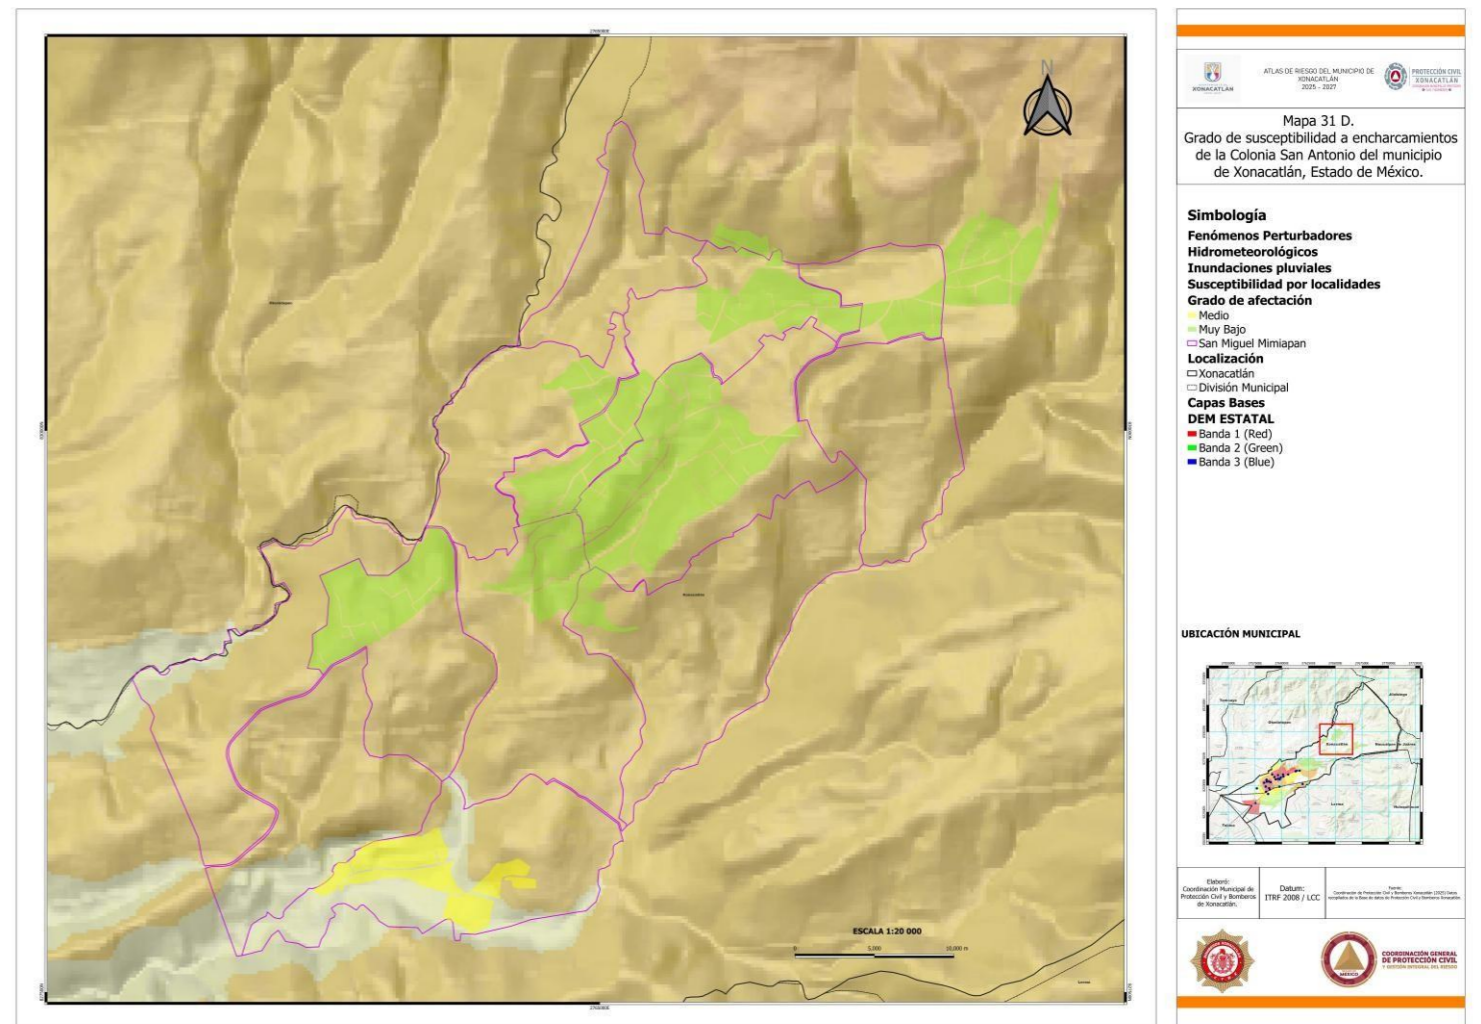 N
ESCALA 1:20 000
0 5,000 10,000 m
XONACATLÁN
ATLAS DE RIESGO DEL MUNICIPIO DE
XONACATLÁN
2025 - 2027
PROTECCIÓN CIVIL
XONACATLÁN
Mapa 31 D.
Grado de susceptibilidad a encharcamientos
de la Colonia San Antonio del municipio
de Xonacatlán, Estado de México.
Simbología
Fenómenos Perturbadores
Hidrometeorológicos
Inundaciones pluviales
Susceptibilidad por localidades
Grado de afectación
Medio
Muy Bajo
San Miguel Mimiapan
Localización
Xonacatlán
División Municipal
Capas Bases
DEM ESTATAL
Banda 1 (Red)
Banda 2 (Green)
Banda 3 (Blue)
UBICACIÓN MUNICIPAL
Elaboró:
Coordinación Municipal de
Protección Civil y Bomberos
de Xonacatlán.
Datum:
ITRF 2008 / LCC
Fuente:
COORDINACIÓN GENERAL
DE PROTECCIÓN CIVIL
Y GESTIÓN INTEGRAL DEL RIESGO